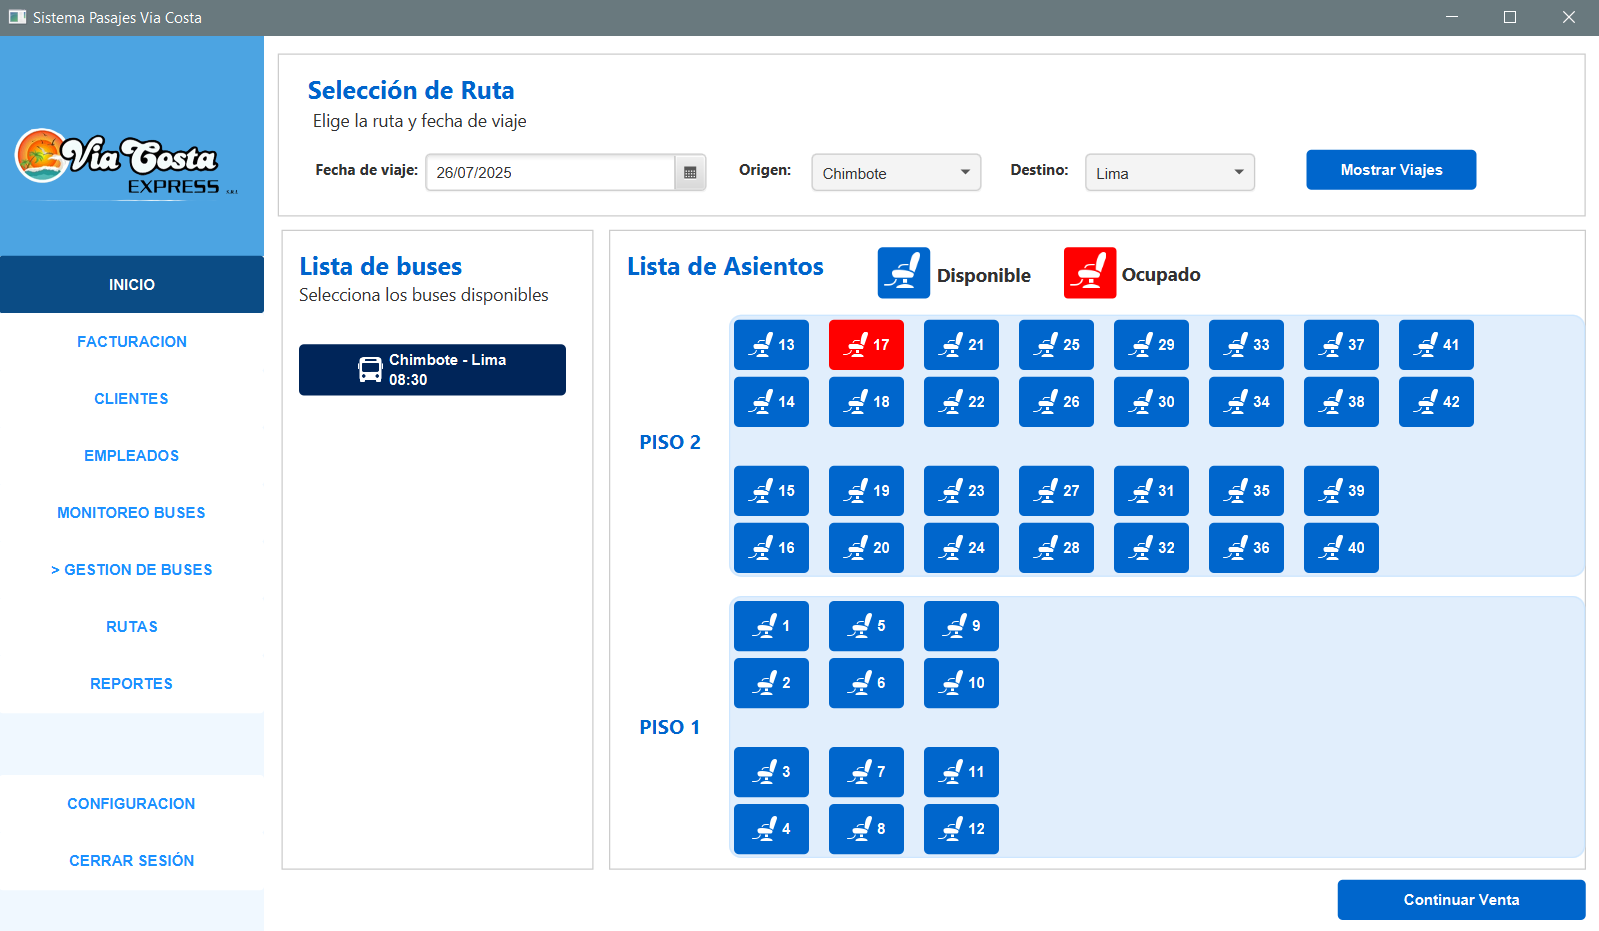 Sistema Pasajes Via Costa
Via Costa
EXPRESS
INICIO
FACTURACION
CLIENTES
EMPLEADOS
MONITOREO BUSES
> GESTION DE BUSES
RUTAS
REPORTES
CONFIGURACION
CERRAR SESIÓN
Selección de Ruta
Elige la ruta y fecha de viaje
Fecha de viaje: 26/07/2025 Origen: Chimbote Destino: Lima Mostrar Viajes
Lista de buses
Selecciona los buses disponibles
Chimbote - Lima
08:30
Lista de Asientos Disponible Ocupado
13 17 21 25 29 33 37 41
14 18 22 26 30 34 38 42
PISO 2
15 19 23 27 31 35 39
16 20 24 28 32 36 40
1 5 9
2 6 10
PISO 1
3 7 11
4 8 12
Continuar Venta